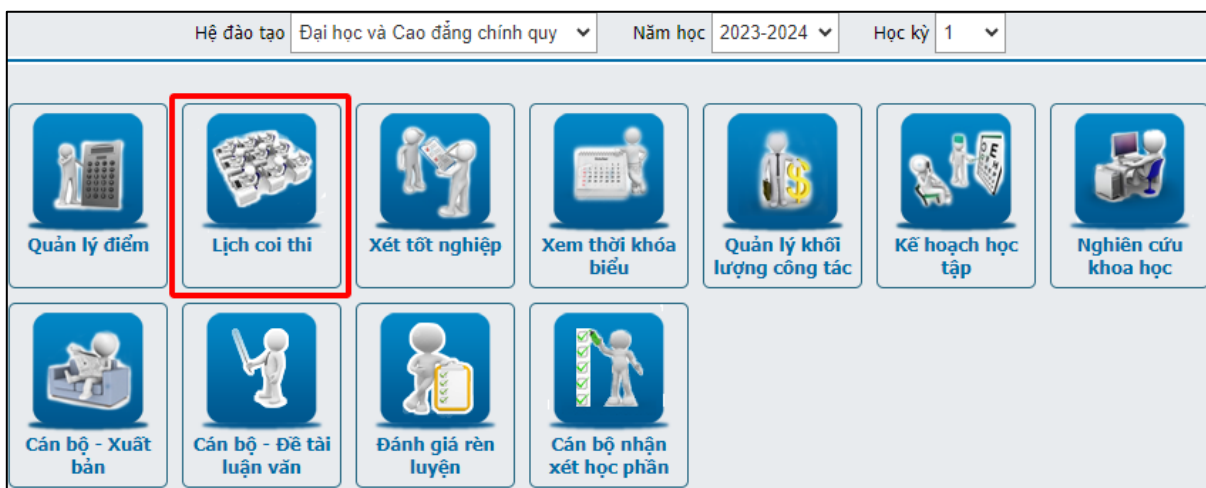 Hệ đào tạo Đại học và Cao đẳng chính quy Năm học 2023-2024 Học kỳ 1
Quản lý điểm
Lịch coi thi
Xét tốt nghiệp
Xem thời khóa
biểu
Quản lý khối
lượng công tác
Kế hoạch học
tập
Nghiên cứu
khoa học
Cán bộ - Xuất
bản
Cán bộ - Đề tài
luận văn
Đánh giá rèn
luyện
Cán bộ nhận
xét học phần